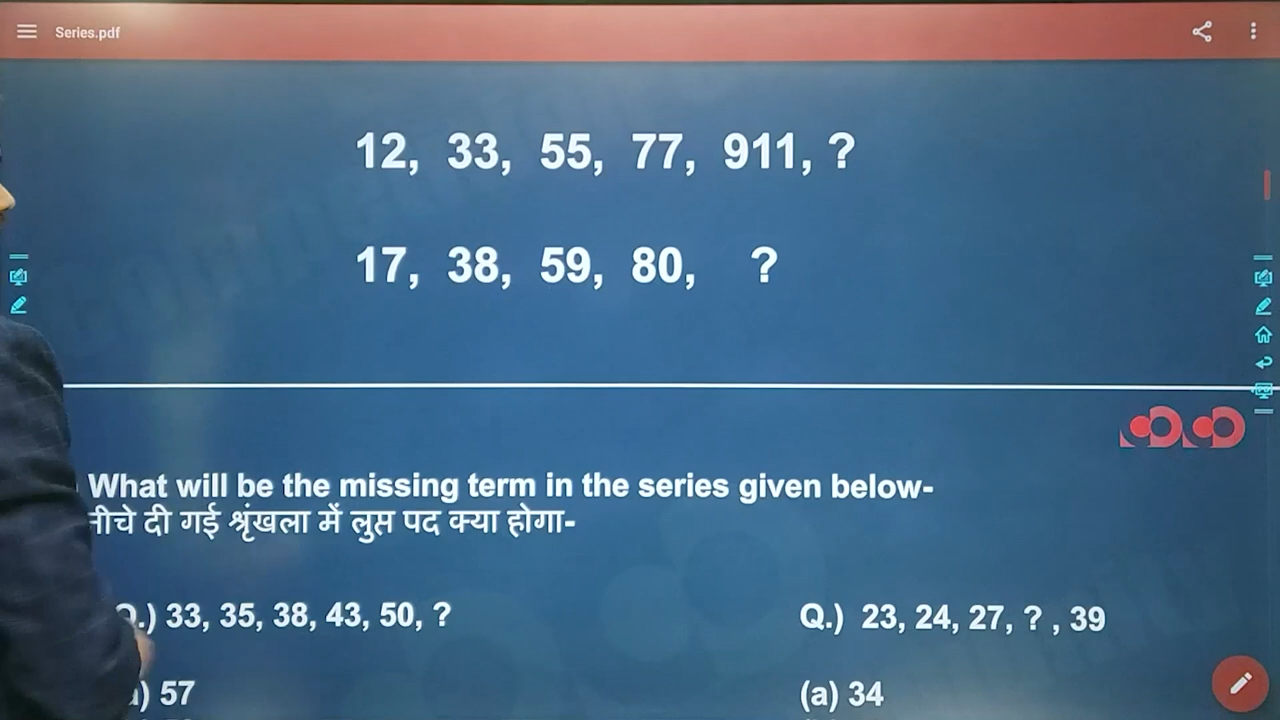 Series.pdf
12, 33, 55, 77, 911, ?
17, 38, 59, 80, ?
What will be the missing term in the series given below-
नीचे दी गई श्रृंखला में लुप्त पद क्या होगा-
Q.) 33, 35, 38, 43, 50, ?
Q.) 23, 24, 27, ? , 39
a) 57
(a) 34